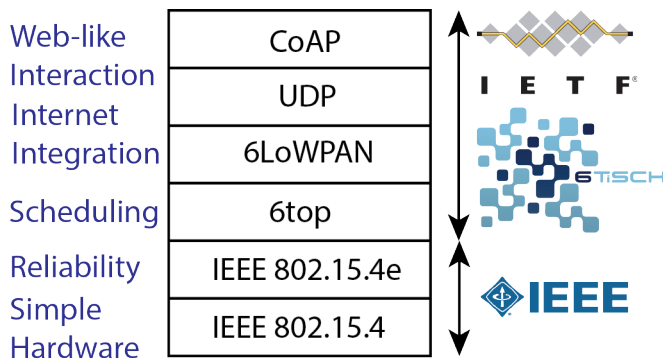 Web-like
Interaction
Internet
Integration
Scheduling
Reliability
Simple
Hardware
CoAP
UDP
6LoWPAN
6top
IEEE 802.15.4e
IEEE 802.15.4
I E T F®
6TiSCH
IEEE